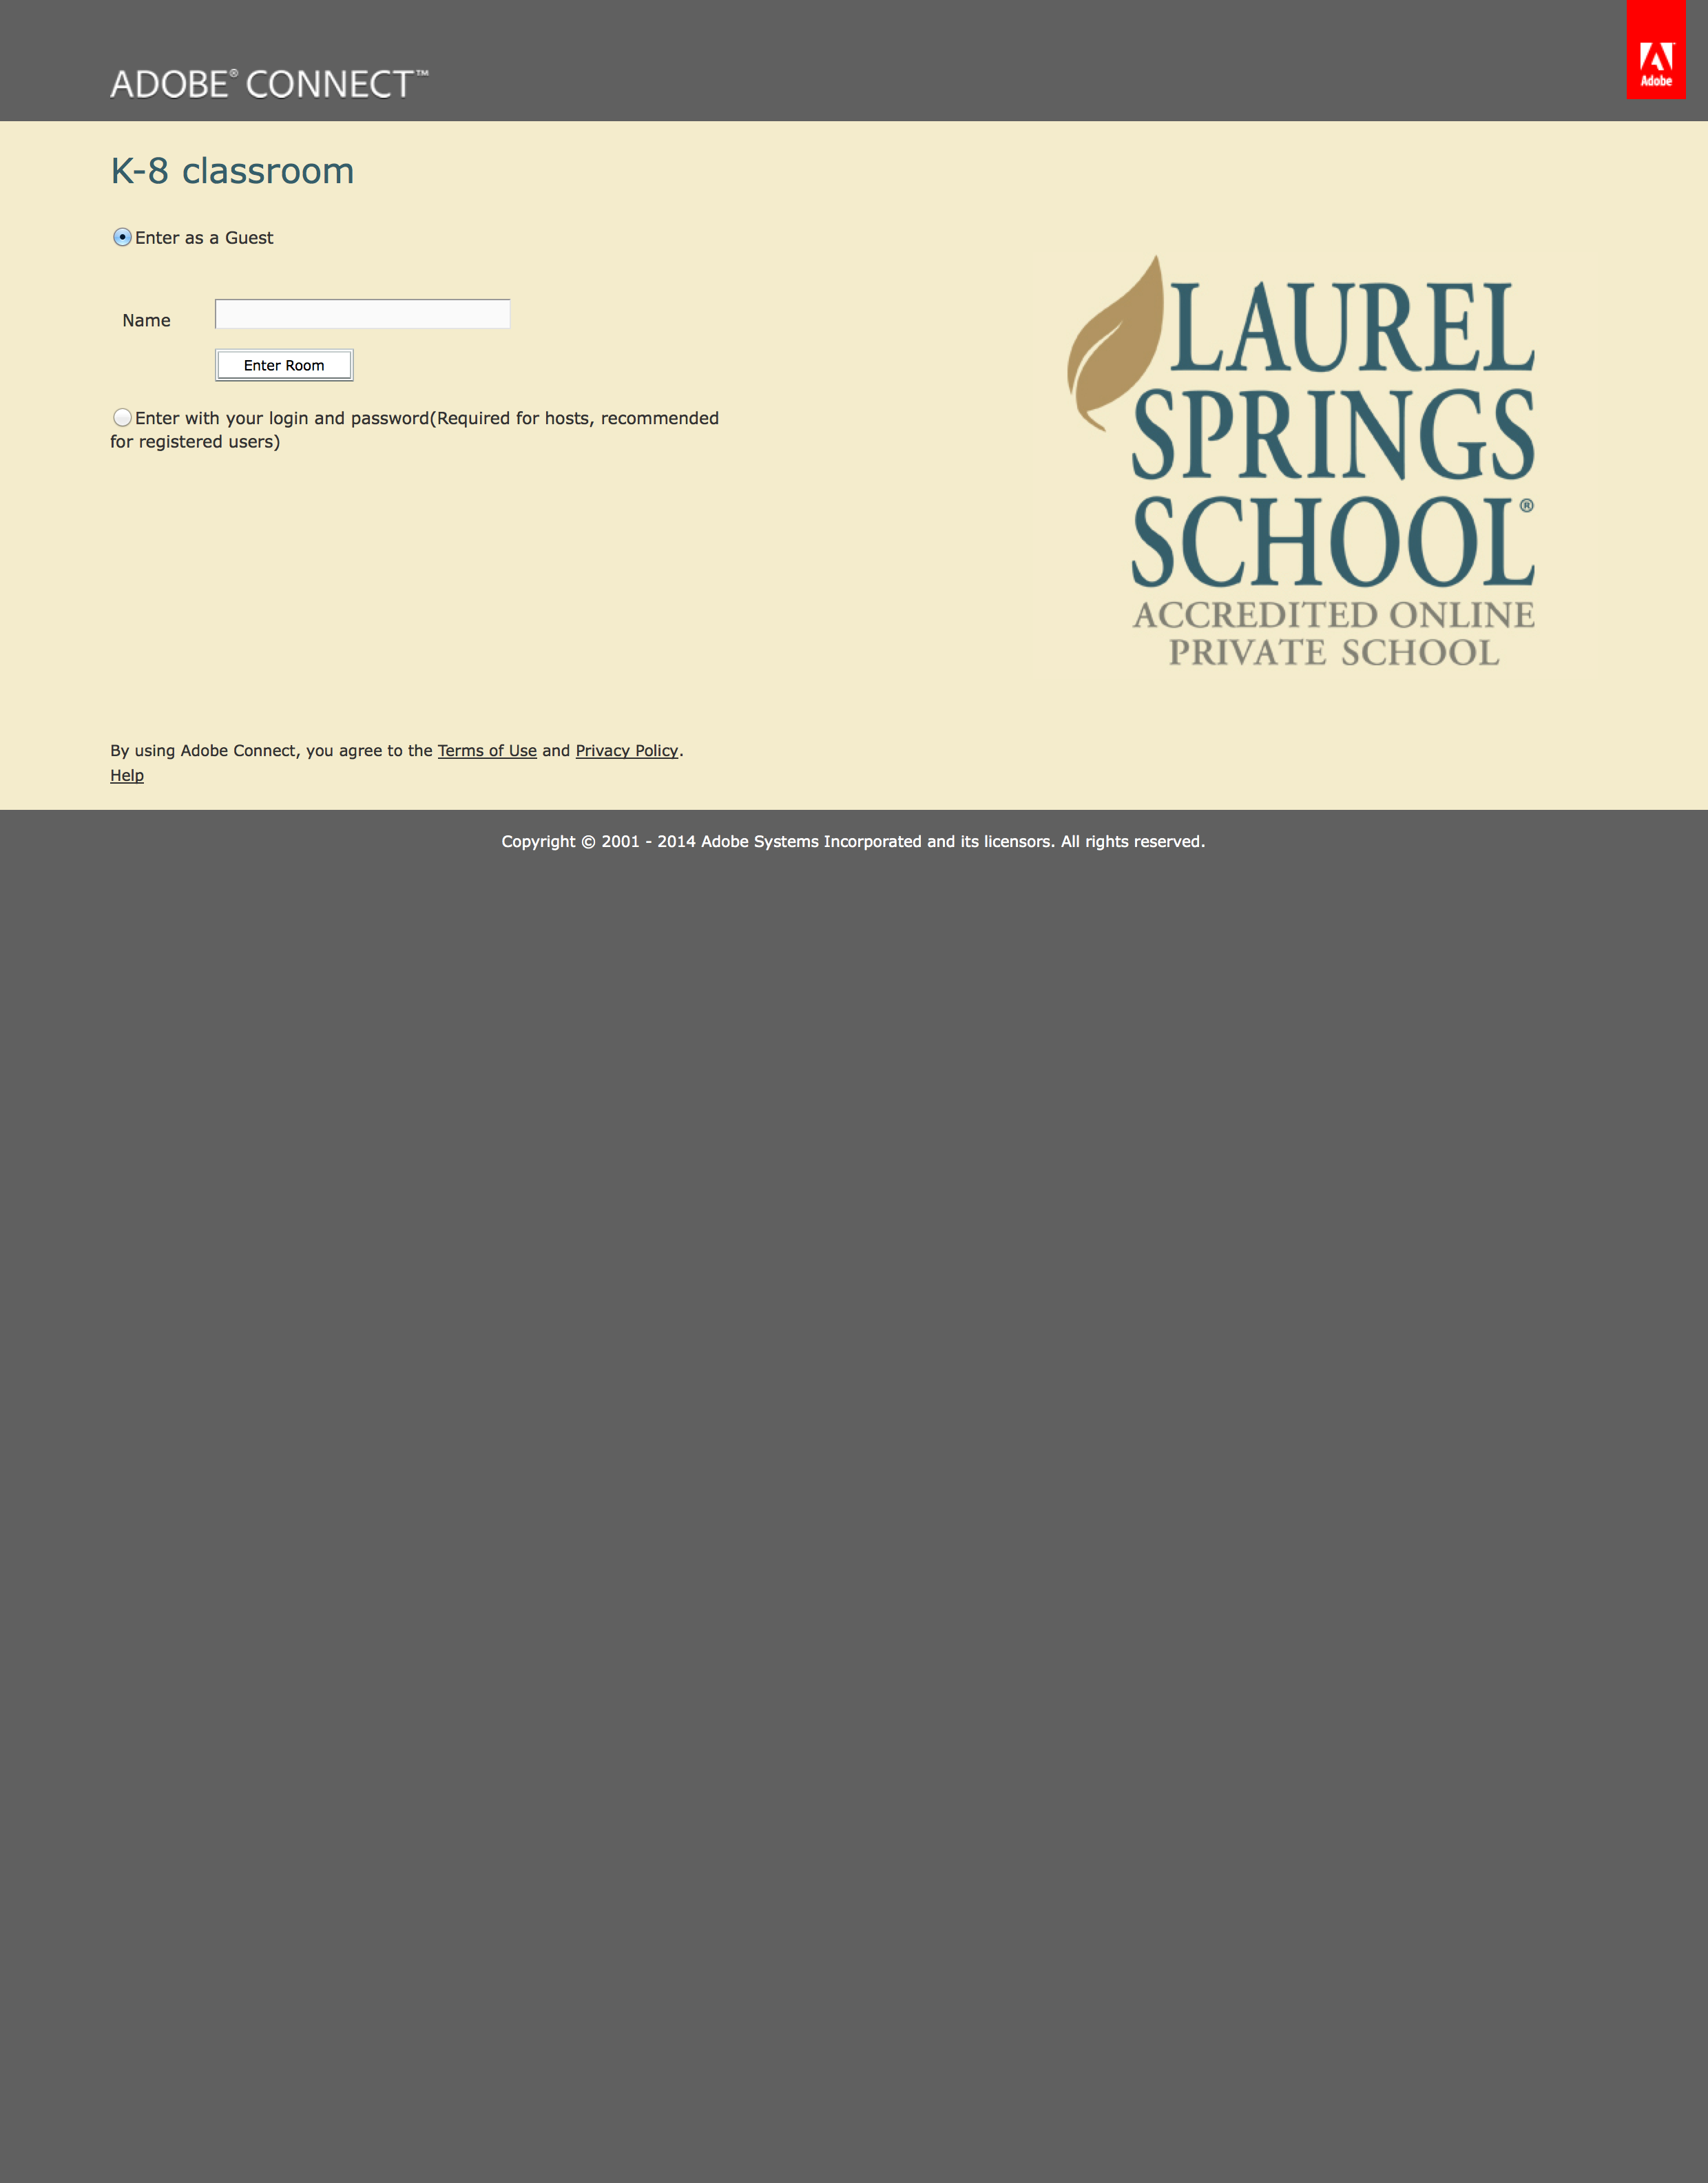 ADOBE® CONNECT™
Adobe
K-8 classroom
Enter as a Guest
Name
Enter Room
Enter with your login and password(Required for hosts, recommended
for registered users)
LAUREL
SPRINGS
SCHOOL®
ACCREDITED ONLINE
PRIVATE SCHOOL
By using Adobe Connect, you agree to the Terms of Use and Privacy Policy.
Help
Copyright © 2001 - 2014 Adobe Systems Incorporated and its licensors. All rights reserved.